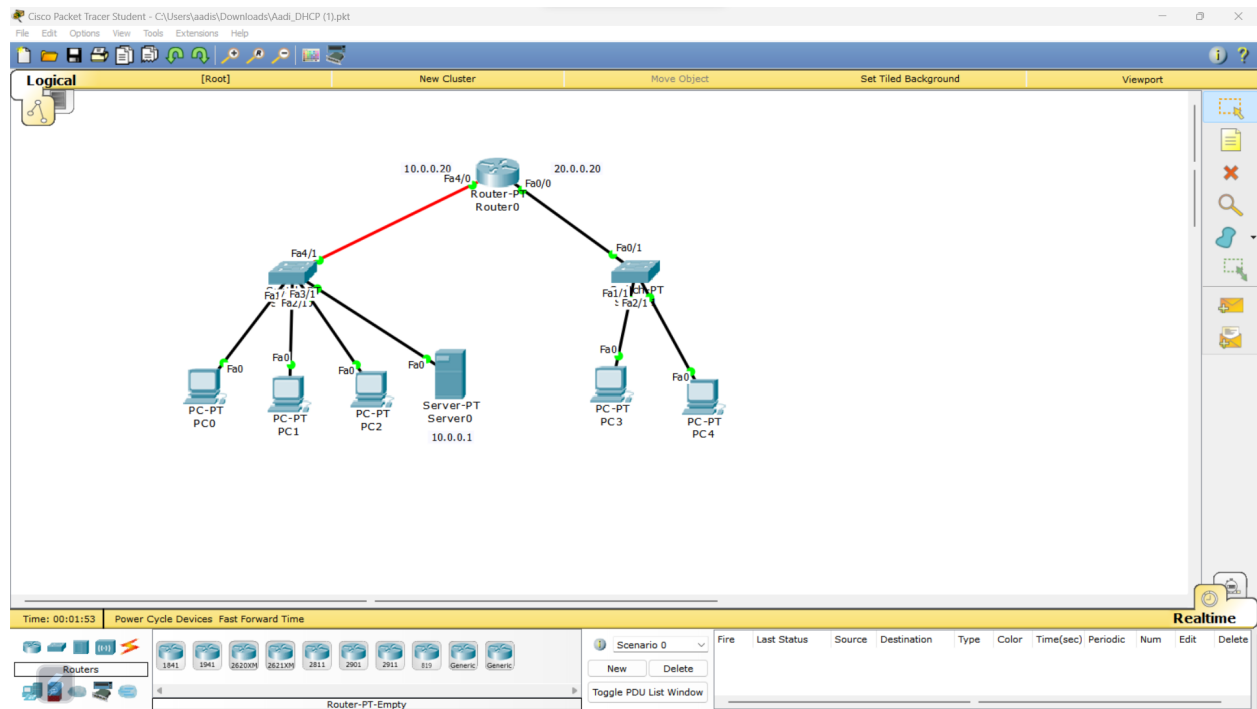 Cisco Packet Tracer Student - C:\Users\aadis\Downloads\Aadi_DHCP (1).pkt
File Edit Options View Tools Extensions Help
Logical [Root] New Cluster Move Object Set Tiled Background Viewport
10.0.0.20 20.0.0.20
Fa4/0 Fa0/0
Router-PT
Router0
Fa4/1 Fa0/1
Fa3/1 Fa1/1
Fa2/1 Fa2/1
Fa0 Fa0 Fa0 Fa0 Fa0 Fa0
PC-PT
PC0
PC-PT
PC1
PC-PT
PC2
Server-PT
Server0
10.0.0.1
PC-PT
PC3
PC-PT
PC4
Time: 00:01:53 Power Cycle Devices Fast Forward Time Realtime
Routers
1841 1941 2620XM 2621XM 2811 2901 2911 819 Generic Generic
Router-PT-Empty
Scenario 0
New Delete
Toggle PDU List Window
Fire Last Status Source Destination Type Color Time(sec) Periodic Num Edit Delete